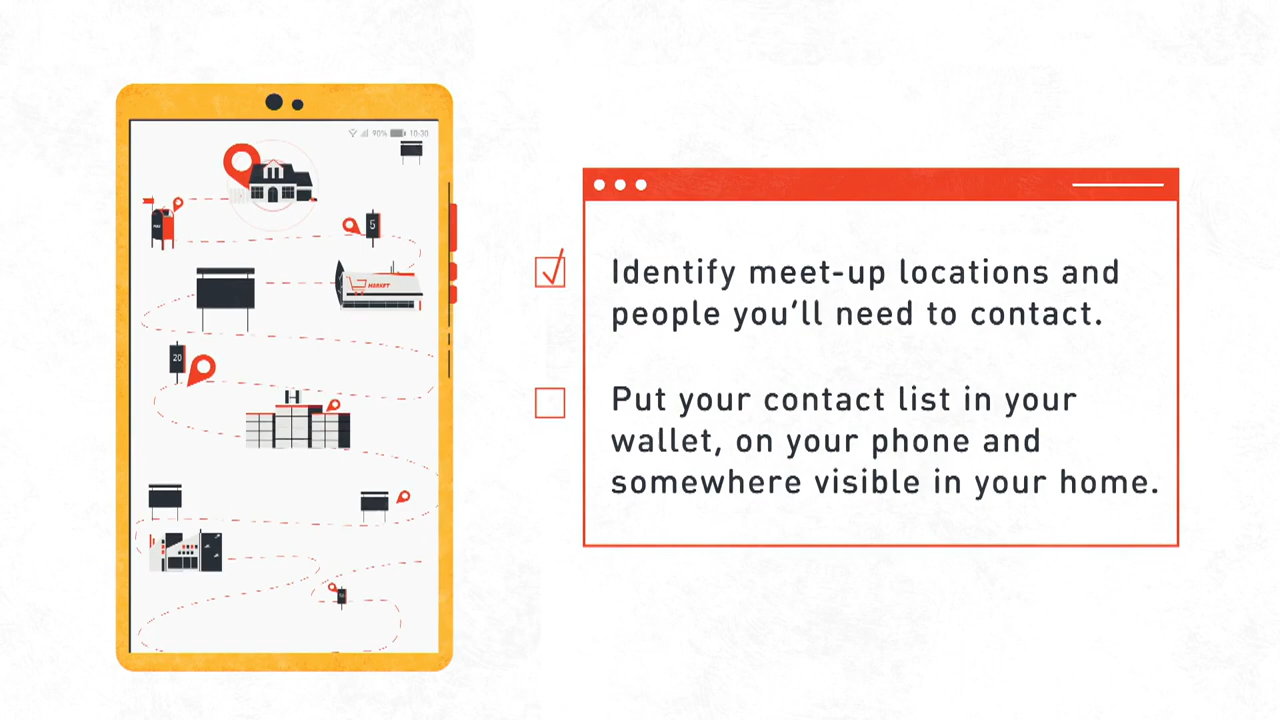 90% 10:30
5
MARKET
20
H
Identify meet-up locations and
people you’ll need to contact.
Put your contact list in your
wallet, on your phone and
somewhere visible in your home.